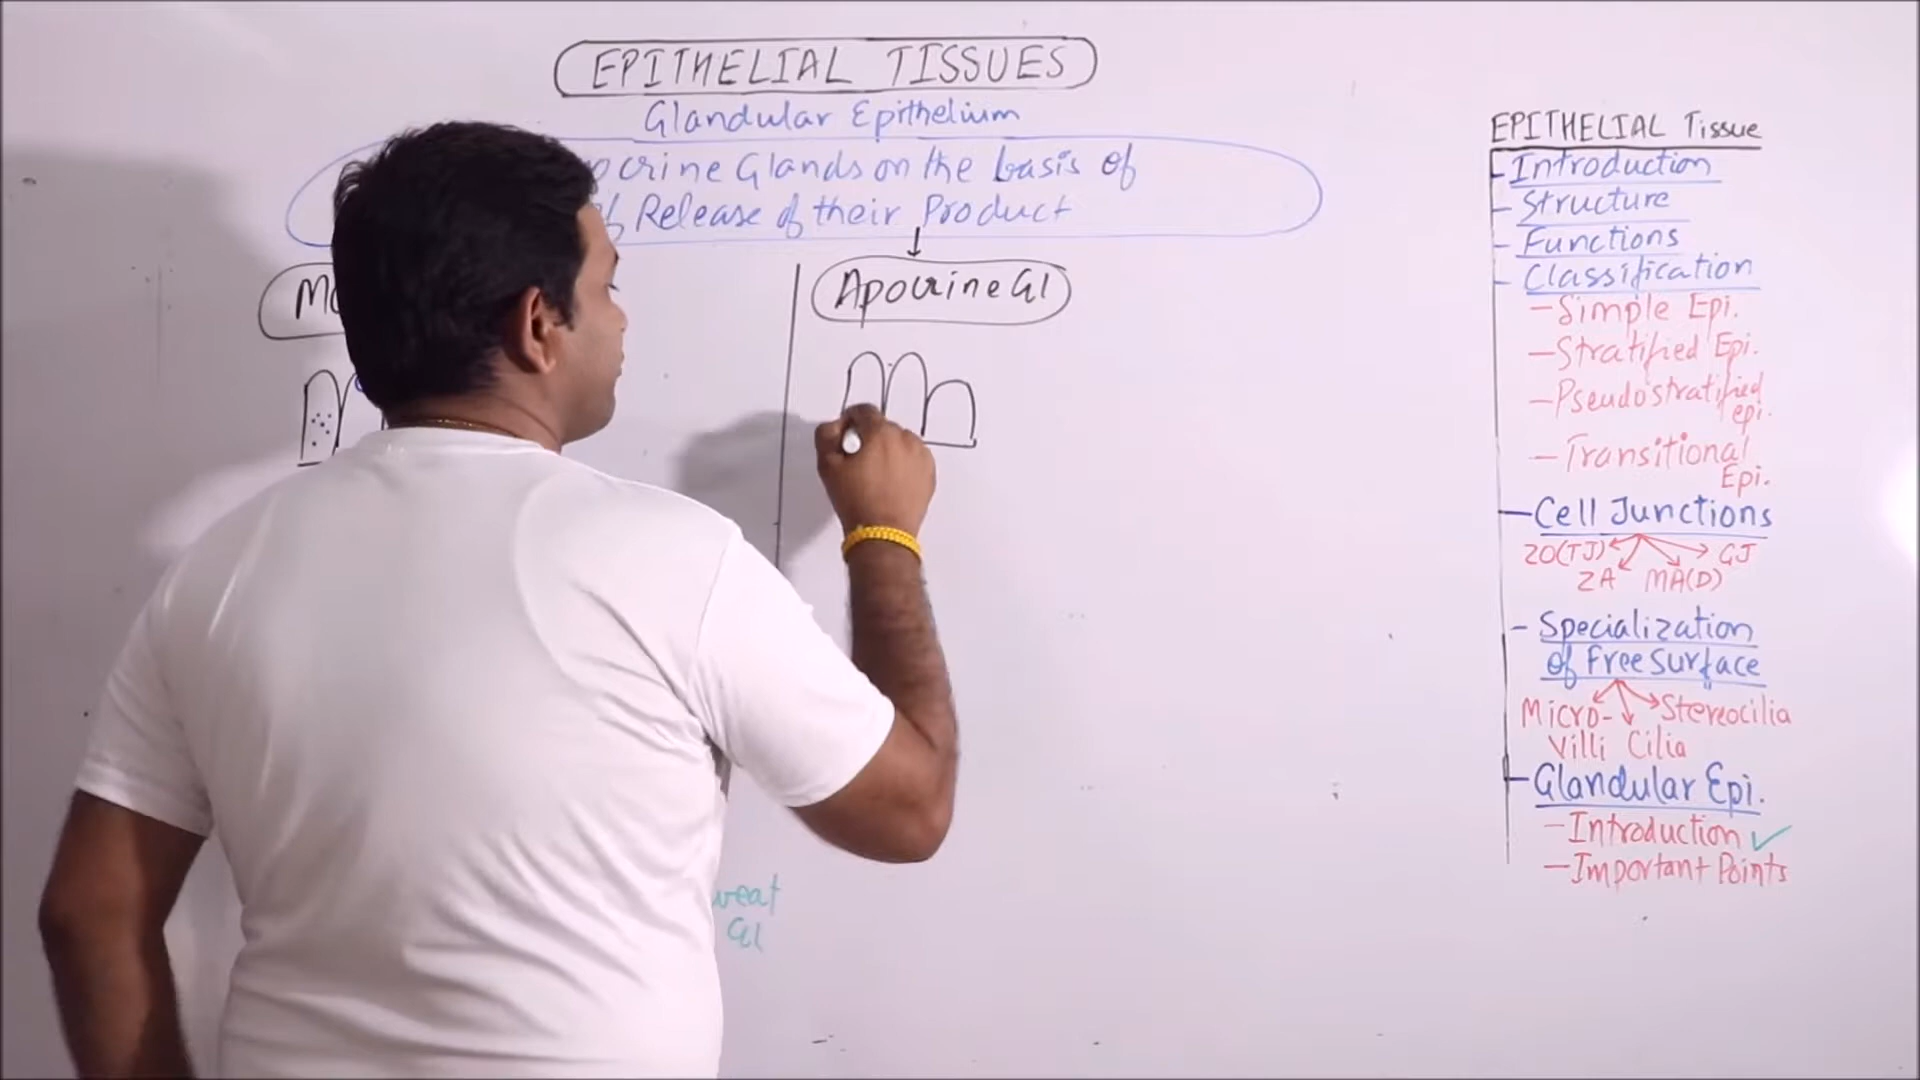 EPITHELIAL TISSUES
Glandular Epithelium
ocrine Glands on the basis of
of Release of their Product
Apocrine Gl
weat
Gl
EPITHELIAL Tissue
- Introduction
- Structure
- Functions
- Classification
- Simple Epi.
- Stratified Epi.
- Pseudostratified
epi.
- Transitional
Epi.
- Cell Junctions
ZO(TJ) GJ
ZA MA(D)
- Specialization
of free surface
Micro- Stereocilia
Villi Cilia
- Glandular Epi.
- Introduction ✓
- Important Points